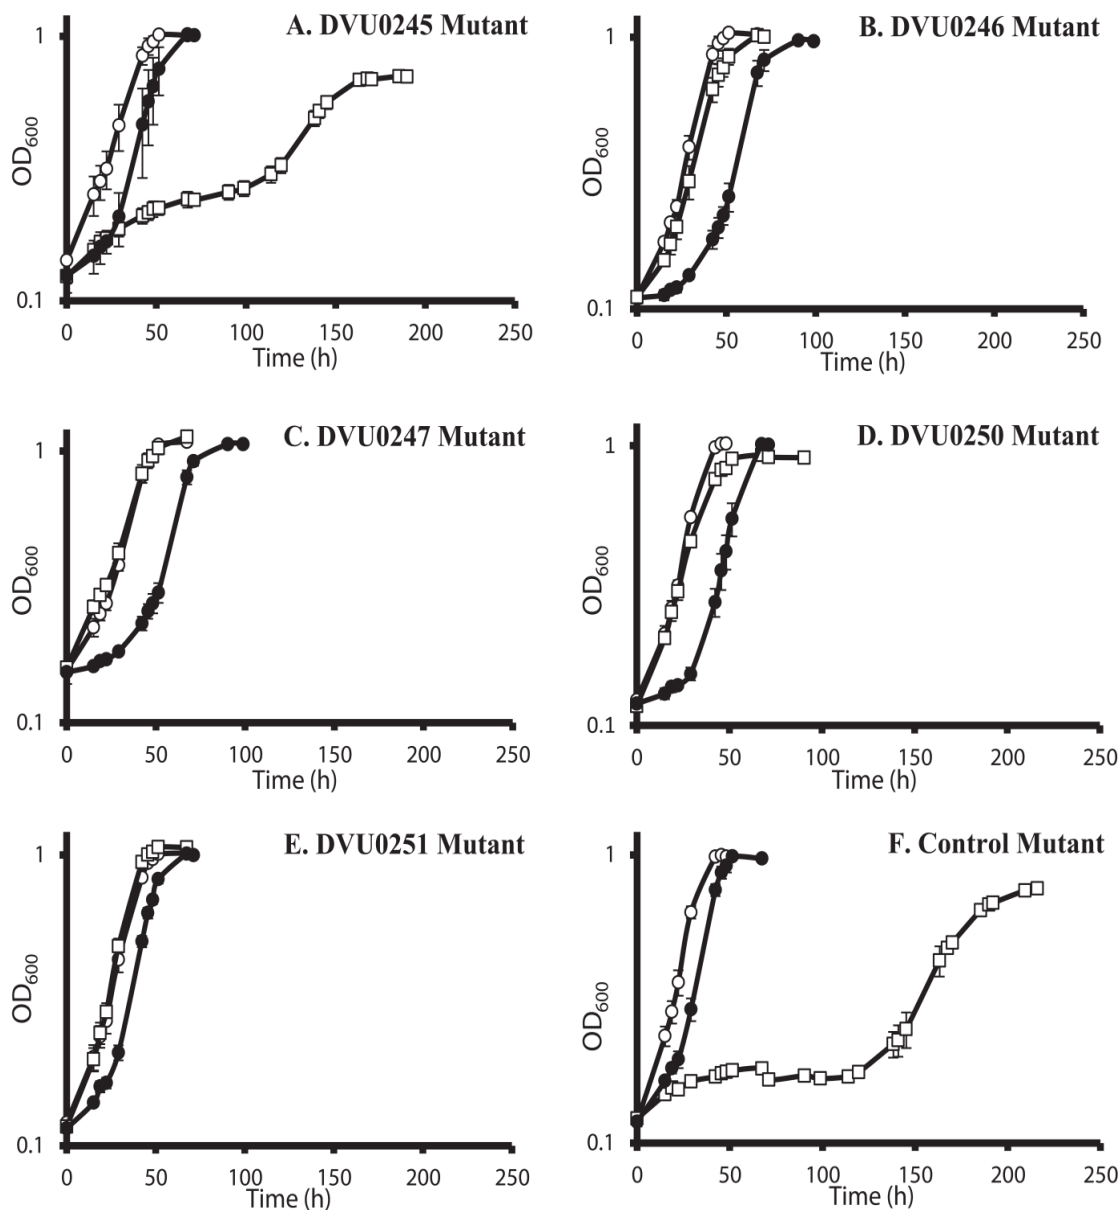 A. DVU0245 Mutant
1
OD600
0.1
0 50 100 150 200 250
Time (h)
B. DVU0246 Mutant
1
OD600
0.1
0 50 100 150 200 250
Time (h)
C. DVU0247 Mutant
1
OD600
0.1
0 50 100 150 200 250
Time (h)
D. DVU0250 Mutant
1
OD600
0.1
0 50 100 150 200 250
Time (h)
E. DVU0251 Mutant
1
OD600
0.1
0 50 100 150 200 250
Time (h)
F. Control Mutant
1
OD600
0.1
0 50 100 150 200 250
Time (h)